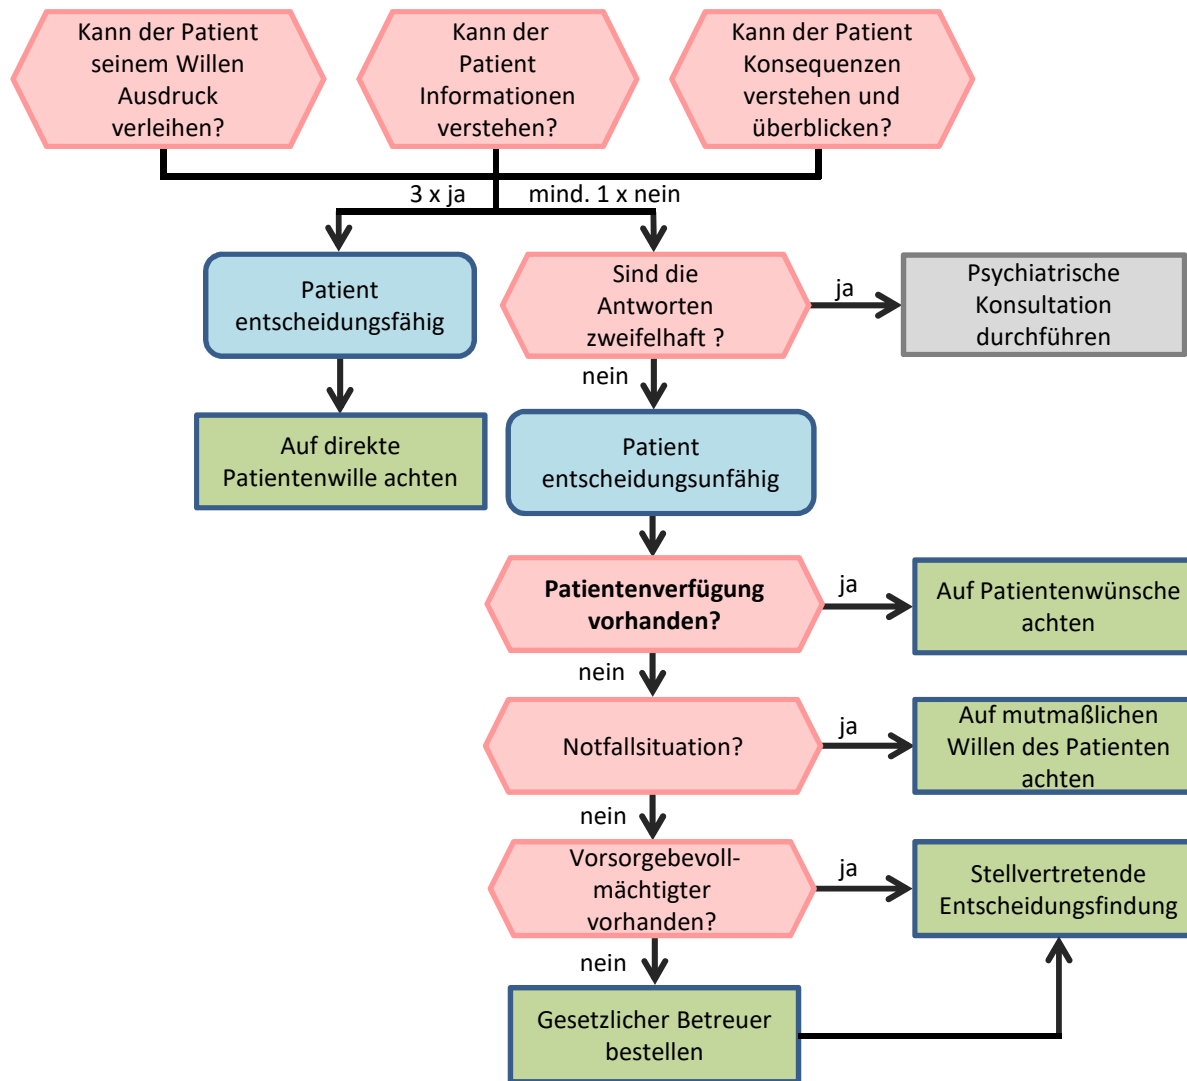 Kann der Patient
seinem Willen
Ausdruck
verleihen?
Kann der
Patient
Informationen
verstehen?
Kann der Patient
Konsequenzen
verstehen und
überblicken?
3 x ja
mind. 1 x nein
Patient
entscheidungsfähig
Sind die
Antworten
zweifelhaft ?
ja
Psychiatrische
Konsultation
durchführen
nein
Auf direkte
Patientenwille achten
Patient
entscheidungsunfähig
Patientenverfügung
vorhanden?
ja
Auf Patientenwünsche
achten
nein
Notfallsituation?
ja
Auf mutmaßlichen
Willen des Patienten
achten
nein
Vorsorgebevoll-
mächtigter
vorhanden?
ja
Stellvertretende
Entscheidungsfindung
nein
Gesetzlicher Betreuer
bestellen